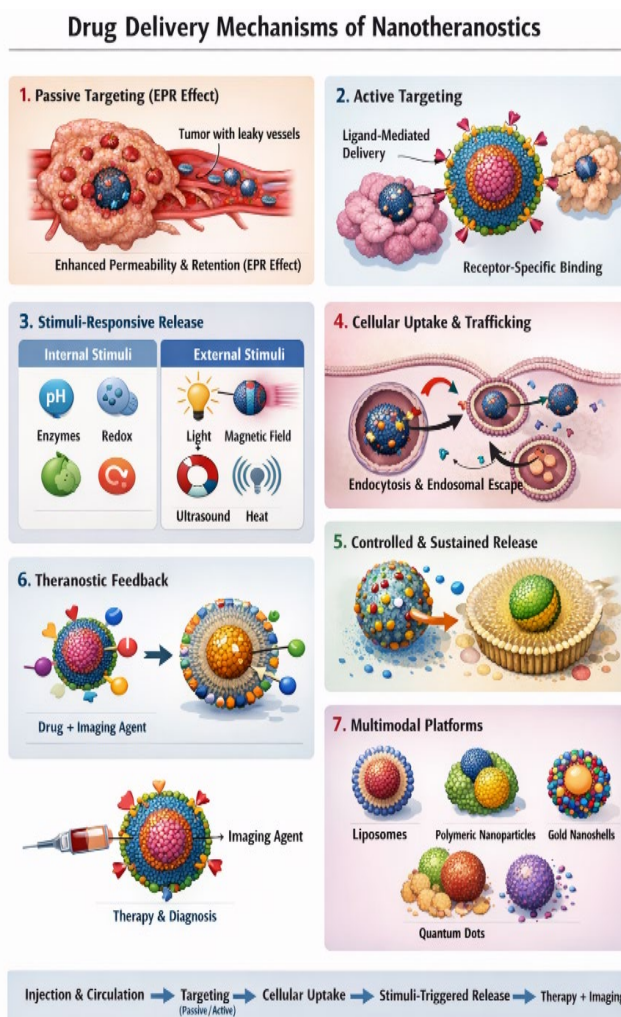 Drug Delivery Mechanisms of Nanotheranostics
1. Passive Targeting (EPR Effect)
Tumor with leaky vessels
Enhanced Permeability & Retention (EPR Effect)
2. Active Targeting
Ligand-Mediated
Delivery
Receptor-Specific Binding
3. Stimuli-Responsive Release
Internal Stimuli
pH
Enzymes
Redox
External Stimuli
Light
Magnetic Field
Ultrasound
Heat
4. Cellular Uptake & Trafficking
Endocytosis & Endosomal Escape
5. Controlled & Sustained Release
6. Theranostic Feedback
Drug + Imaging Agent
Imaging Agent
Therapy & Diagnosis
7. Multimodal Platforms
Liposomes
Polymeric Nanoparticles
Gold Nanoshells
Quantum Dots
Injection & Circulation
Targeting
(Passive/Active)
Cellular Uptake
Stimuli-Triggered Release
Therapy + Imaging